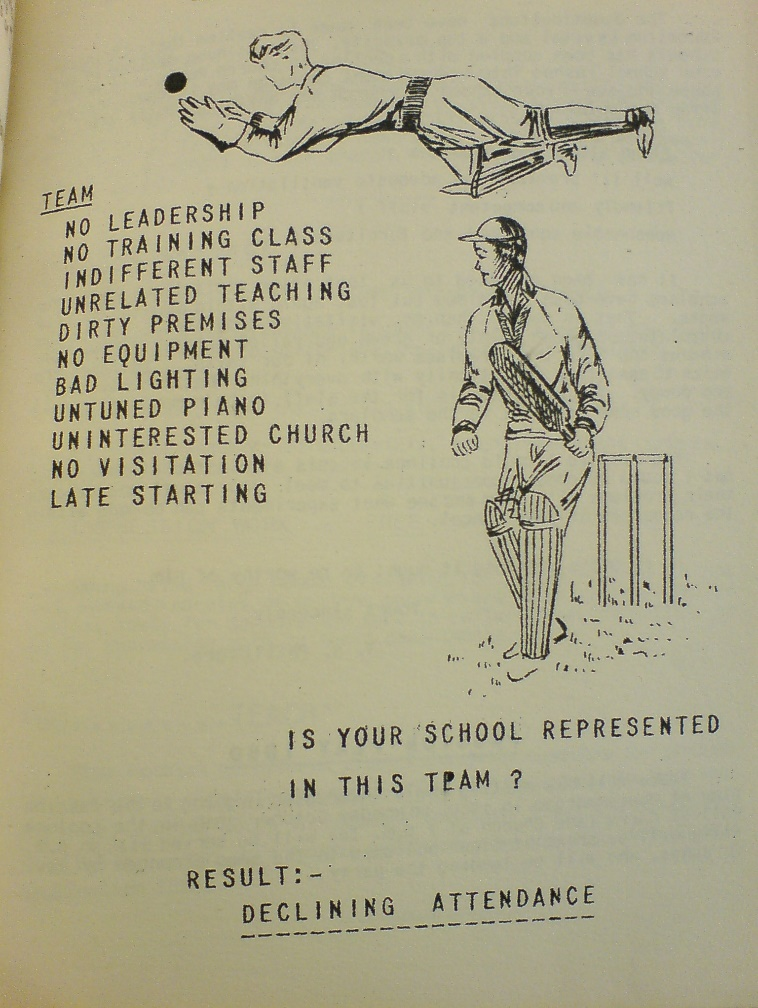 TEAM
NO LEADERSHIP
NO TRAINING CLASS
INDIFFERENT STAFF
UNRELATED TEACHING
DIRTY PREMISES
NO EQUIPMENT
BAD LIGHTING
UNTUNED PIANO
UNINTERESTED CHURCH
NO VISITATION
LATE STARTING
IS YOUR SCHOOL REPRESENTED
IN THIS TEAM ?
RESULT:-
DECLINING ATTENDANCE